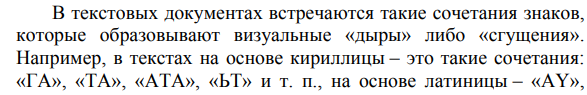 В текстовых документах встречаются такие сочетания знаков,
которые образовывают визуальные «дыры» либо «сгущения».
Например, в текстах на основе кириллицы – это такие сочетания:
«ГА», «ТА», «АТА», «ЬТ» и т. п., на основе латиницы – «AY»,